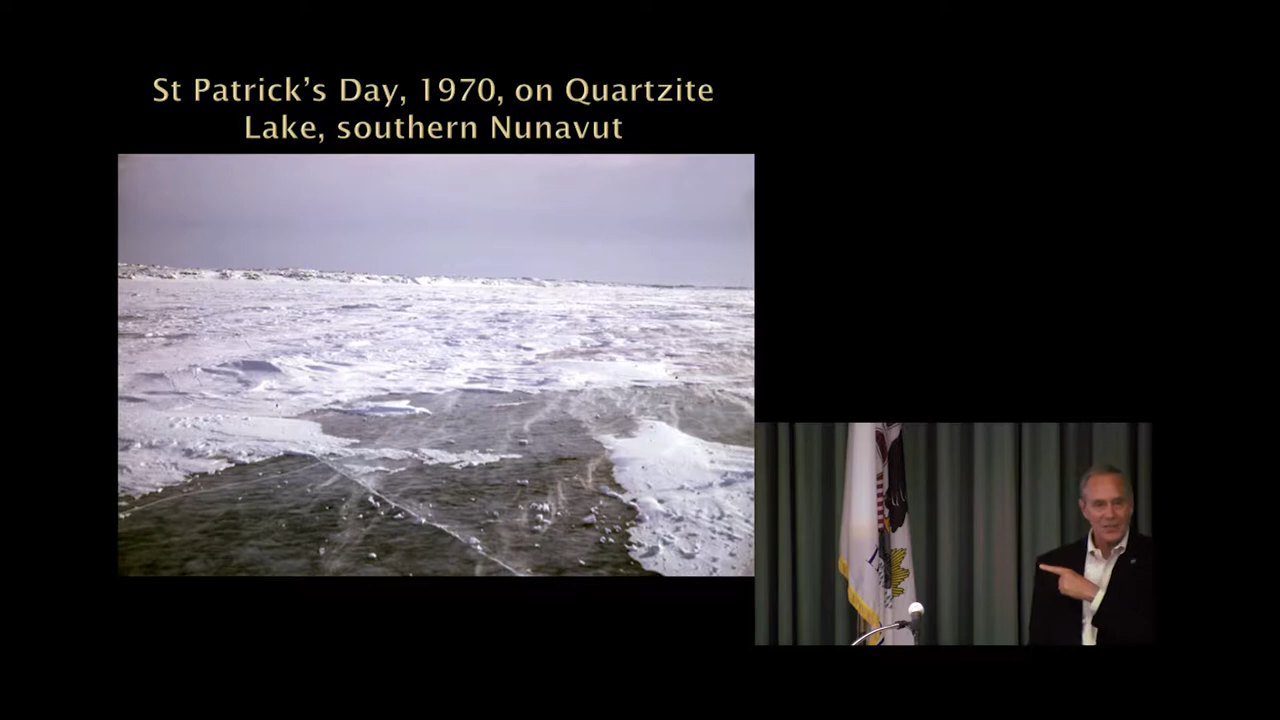 St Patrick's Day, 1970, on Quartzite
Lake, southern Nunavut